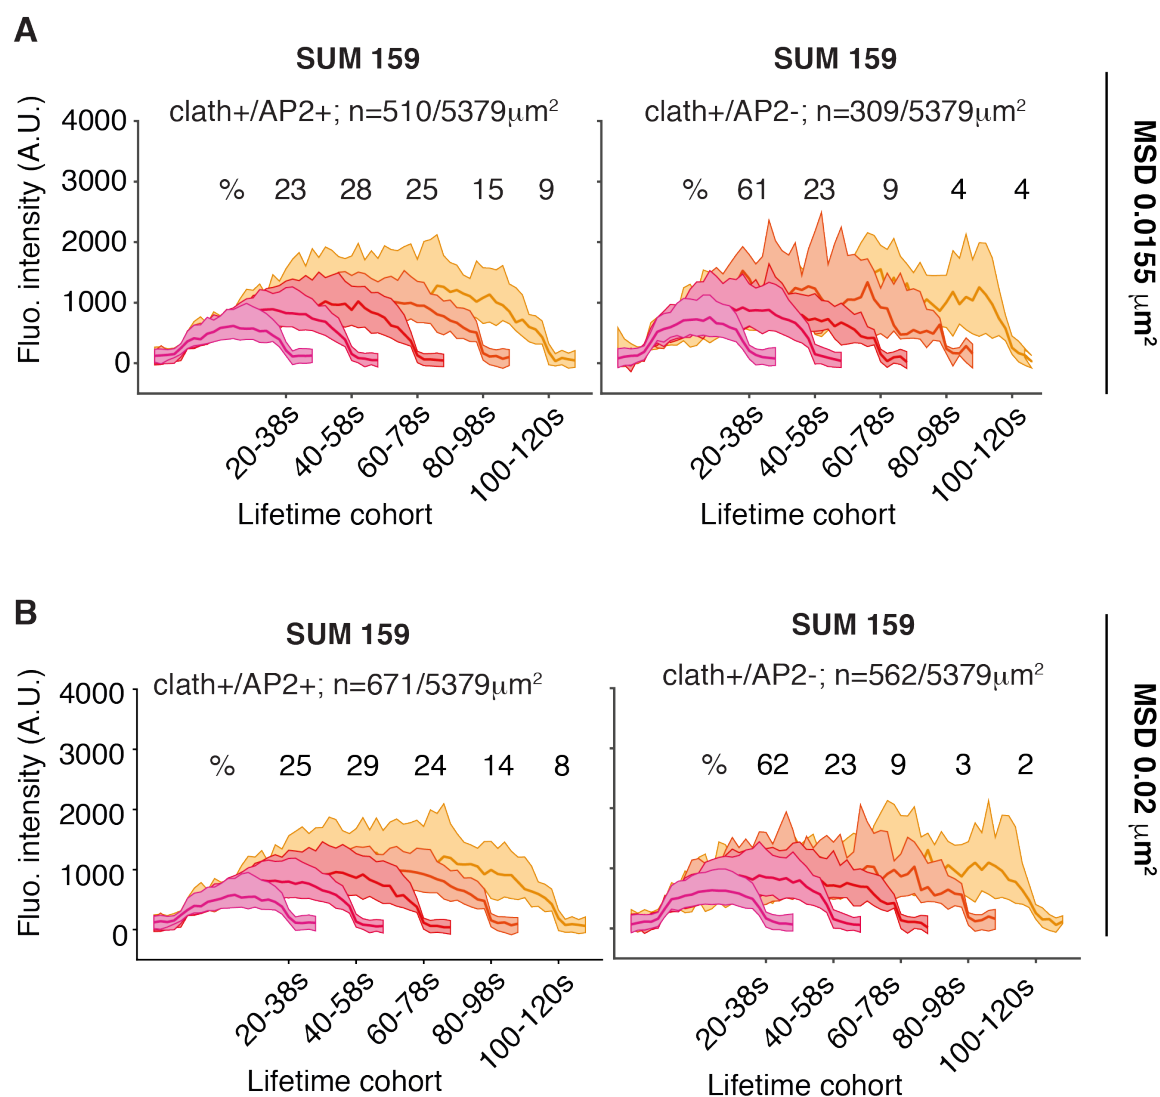 A
SUM 159
SUM 159
clath+/AP2+; n=510/5379µm²
clath+/AP2-; n=309/5379µm²
Fluo. intensity (A.U.)
4000
3000
2000
1000
0
% 23 28 25 15 9
% 61 23 9 4 4
20-38s
40-58s
60-78s
80-98s
100-120s
20-38s
40-58s
60-78s
80-98s
100-120s
Lifetime cohort
Lifetime cohort
MSD 0.0155 µm²
B
SUM 159
SUM 159
clath+/AP2+; n=671/5379µm²
clath+/AP2-; n=562/5379µm²
Fluo. intensity (A.U.)
4000
3000
2000
1000
0
% 25 29 24 14 8
% 62 23 9 3 2
20-38s
40-58s
60-78s
80-98s
100-120s
20-38s
40-58s
60-78s
80-98s
100-120s
Lifetime cohort
Lifetime cohort
MSD 0.02 µm²